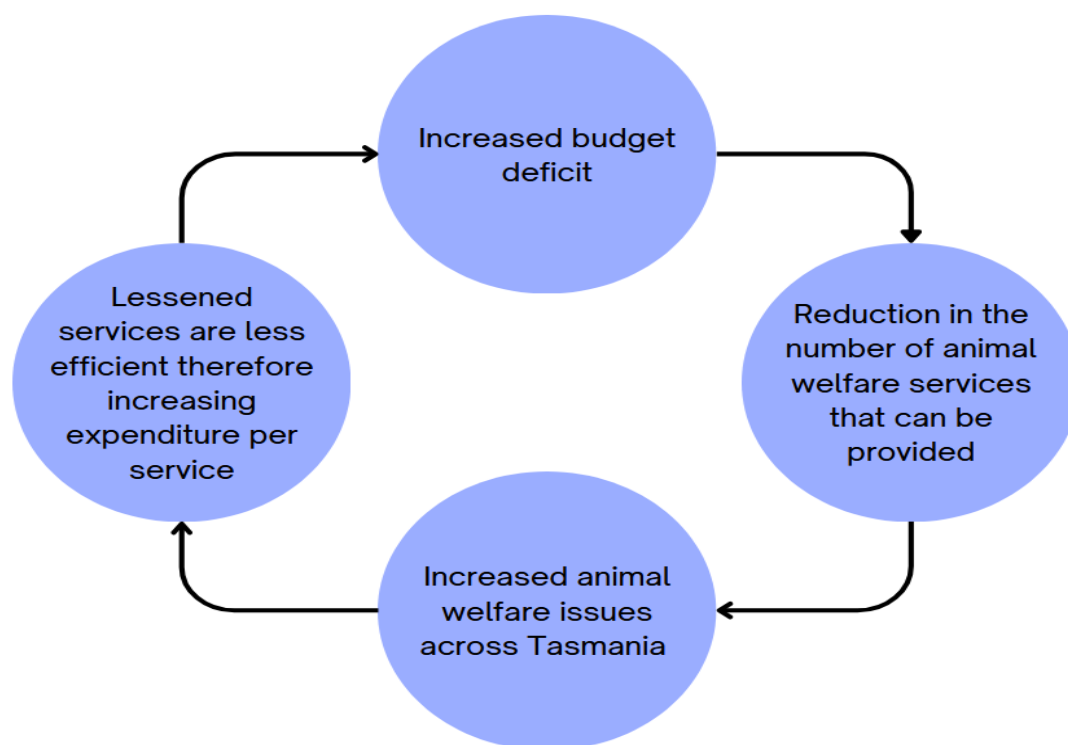 Increased budget
deficit
Reduction in the
number of animal
welfare services
that can be
provided
Increased animal
welfare issues
across Tasmania
Lessened
services are less
efficient therefore
increasing
expenditure per
service